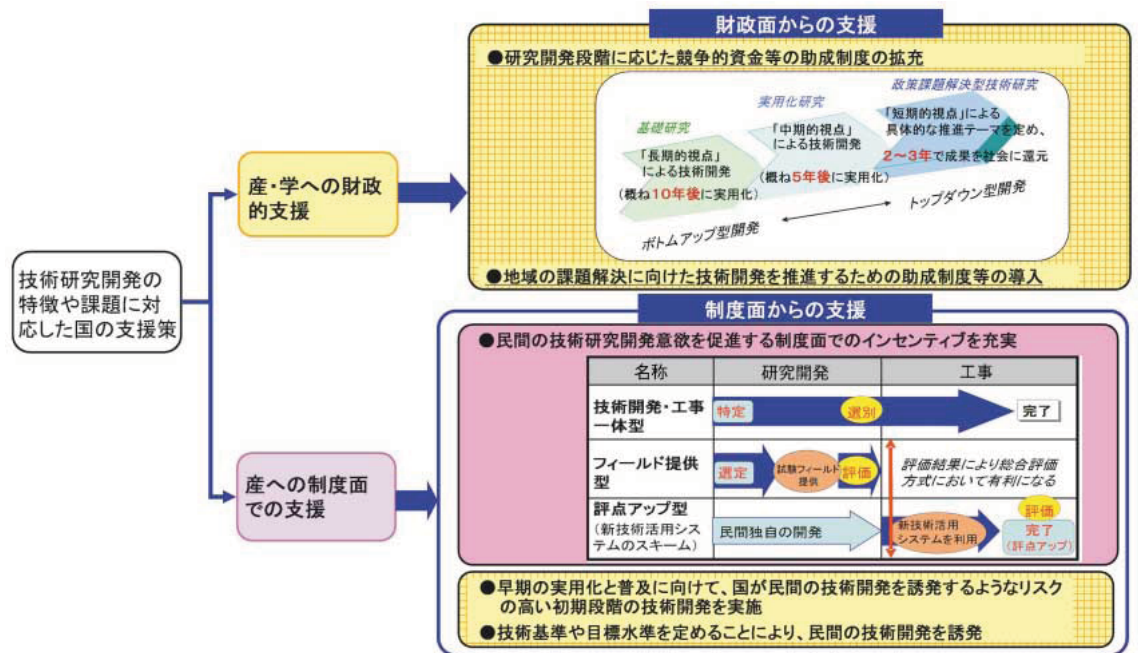 財政面からの支援
●研究開発段階に応じた競争的資金等の助成制度の拡充
政策課題解決型技術研究
「短期的視点」による
具体的な推進テーマを定め、
2～3年で成果を社会に還元
実用化研究
「中期的視点」
による技術開発
(概ね5年後に実用化)
基礎研究
「長期的視点」
による技術開発
(概ね10年後に実用化)
トップダウン型開発
ボトムアップ型開発
●地域の課題解決に向けた技術開発を推進するための助成制度等の導入
産・学への財政
的支援
技術研究開発の
特徴や課題に対
応した国の支援策
産への制度面
での支援
制度面からの支援
●民間の技術研究開発意欲を促進する制度面でのインセンティブを充実
名称 研究開発 工事
技術開発・工事
一体型
特定 選別 完了
フィールド提供
型
選定 試験フィールド
提供
評価
評価結果により総合評価
方式において有利になる
評点アップ型
(新技術活用シス
テムのスキーム)
民間独自の開発
新技術活用
システムを利用
評価
完了
(評点アップ)
●早期の実用化と普及に向けて、国が民間の技術開発を誘発するようなリスク
の高い初期段階の技術開発を実施
●技術基準や目標水準を定めることにより、民間の技術開発を誘発